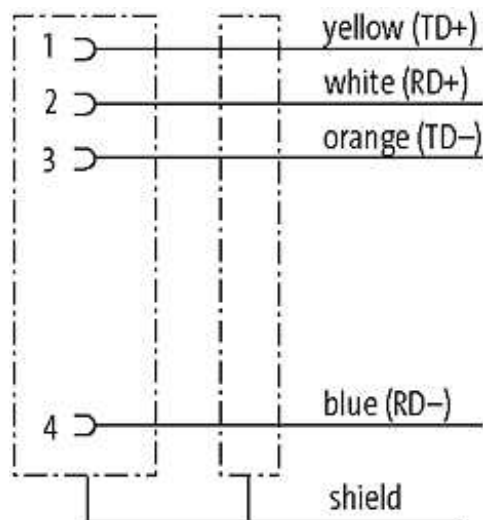 1 yellow (TD+)
2 white (RD+)
3 orange (TD–)
4 blue (RD–)
shield